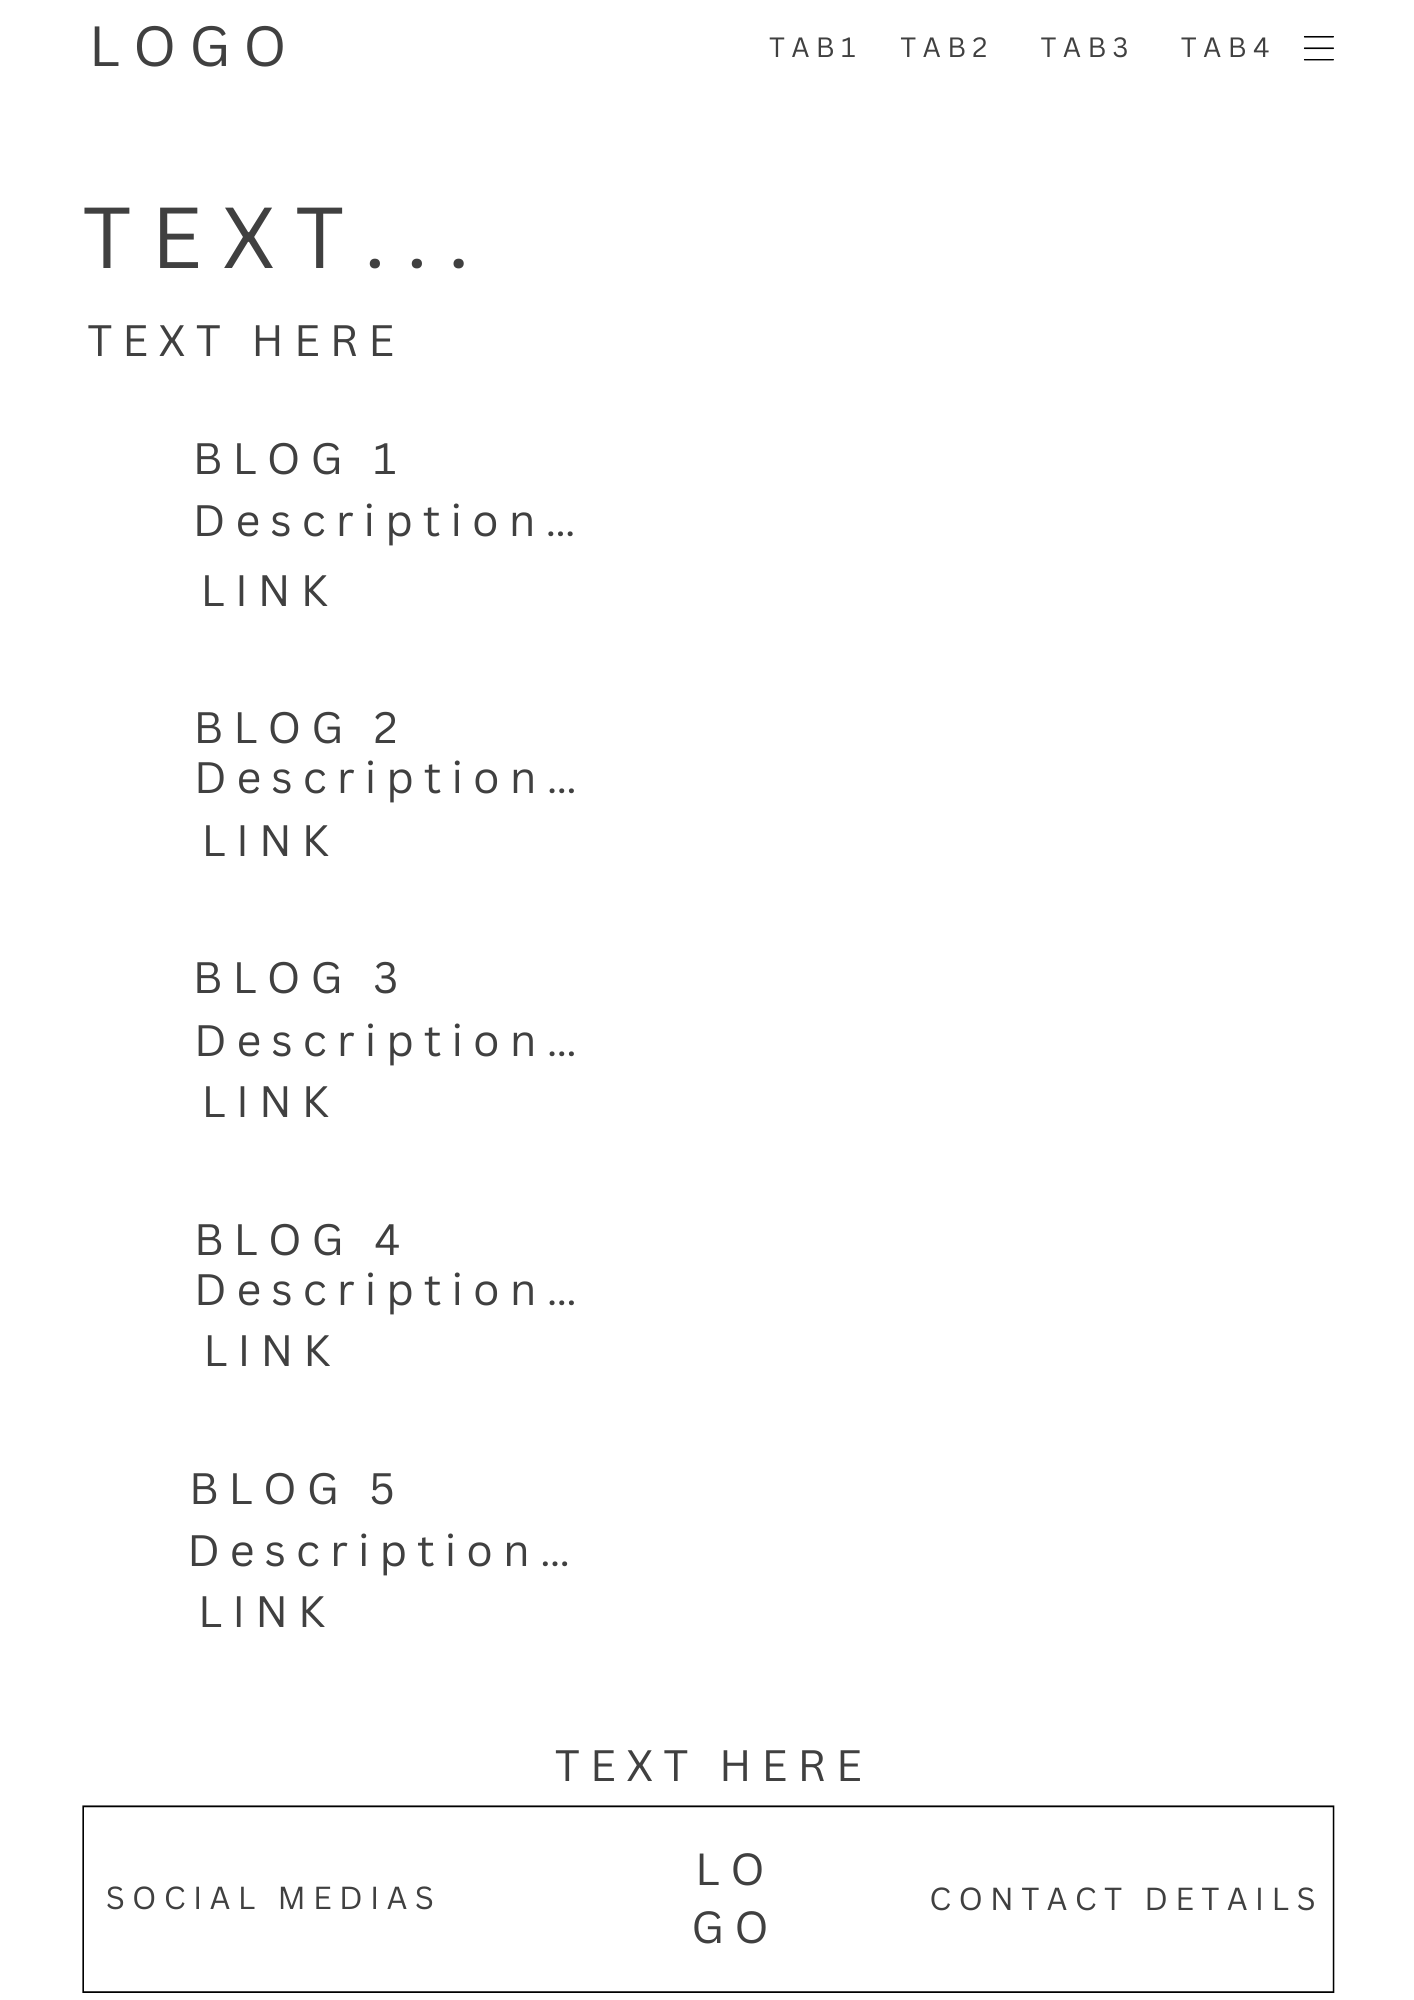 LOGO TAB1 TAB2 TAB3 TAB4
TEXT...
TEXT HERE
BLOG 1
Description...
LINK
BLOG 2
Description...
LINK
BLOG 3
Description...
LINK
BLOG 4
Description...
LINK
BLOG 5
Description...
LINK
TEXT HERE
SOCIAL MEDIAS
LO
GO
CONTACT DETAILS